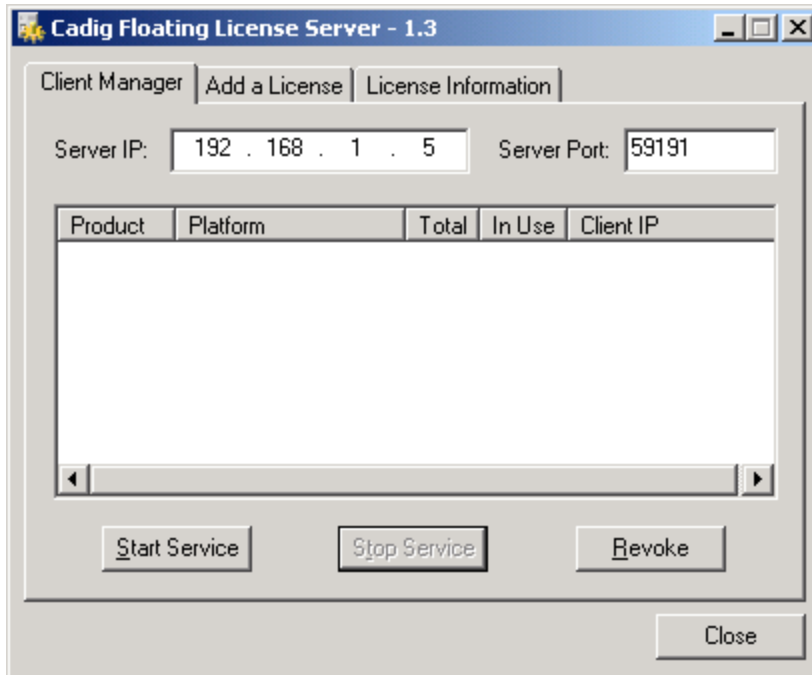 Cadig Floating License Server - 1.3
Client Manager Add a License License Information
Server IP: 192 . 168 . 1 . 5 Server Port: 59191
Product Platform Total In Use Client IP
Start Service Stop Service Revoke
Close